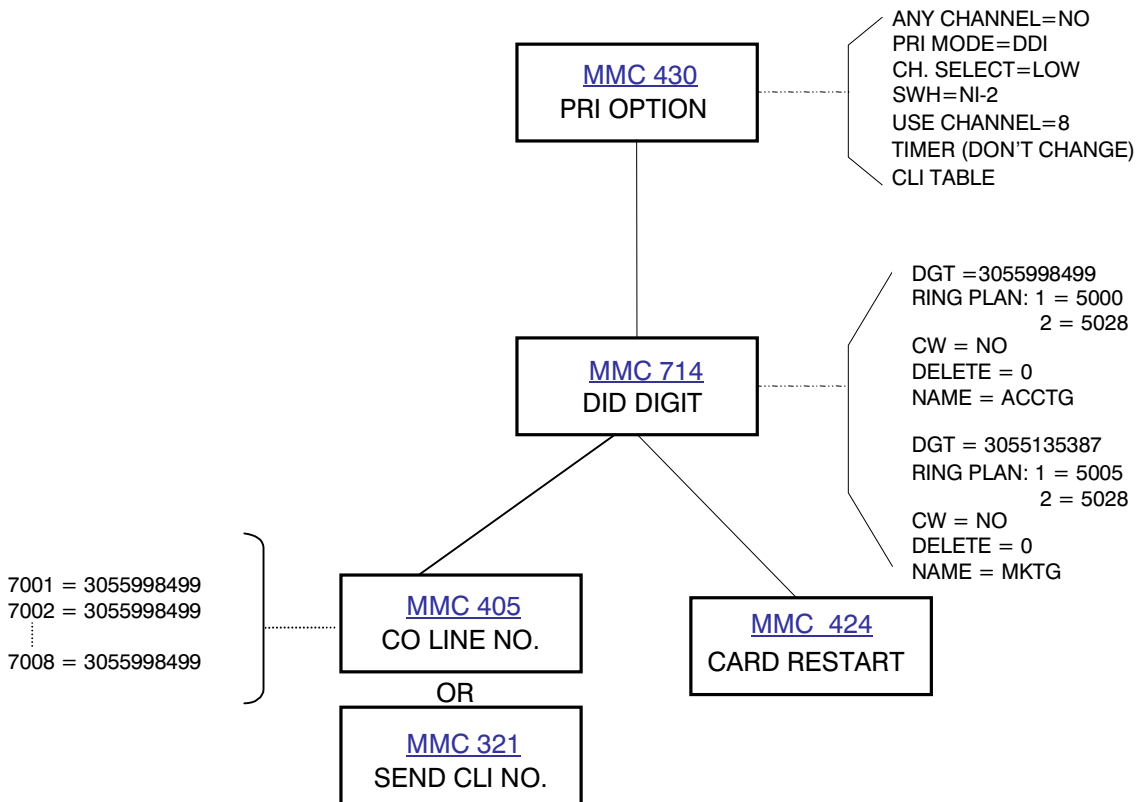 MMC 430
PRI OPTION
ANY CHANNEL=NO
PRI MODE=DDI
CH. SELECT=LOW
SWH=NI-2
USE CHANNEL=8
TIMER (DON'T CHANGE)
CLI TABLE
MMC 714
DID DIGIT
DGT =3055998499
RING PLAN: 1 = 5000
2 = 5028
CW = NO
DELETE = 0
NAME = ACCTG
DGT = 3055135387
RING PLAN: 1 = 5005
2 = 5028
CW = NO
DELETE = 0
NAME = MKTG
7001 = 3055998499
7002 = 3055998499
7008 = 3055998499
MMC 405
CO LINE NO.
OR
MMC 321
SEND CLI NO.
MMC 424
CARD RESTART